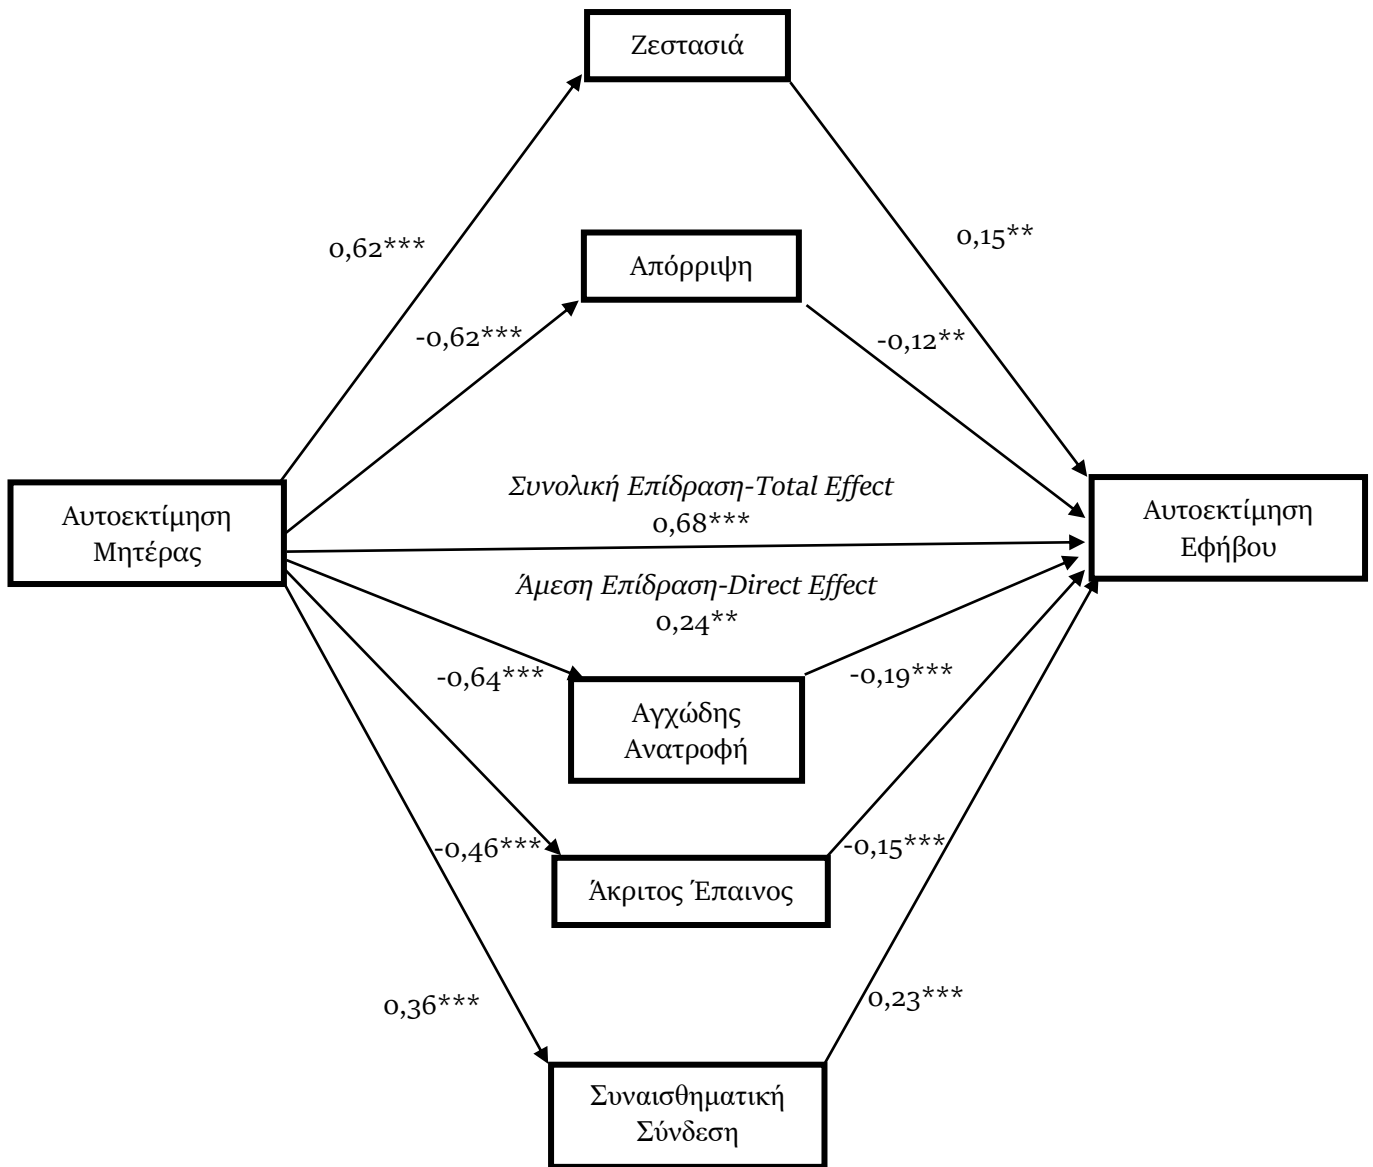 Ζεστασιά
0,62***
0,15**
Απόρριψη
-0,62***
-0,12**
Συνολική Επίδραση-Total Effect
0,68***
Αυτοεκτίμηση
Μητέρας
Αυτοεκτίμηση
Εφήβου
Άμεση Επίδραση-Direct Effect
0,24**
-0,64***
-0,19***
Αγχώδης
Ανατροφή
-0,46***
-0,15***
Άκριτος Έπαινος
0,36***
0,23***
Συναισθηματική
Σύνδεση